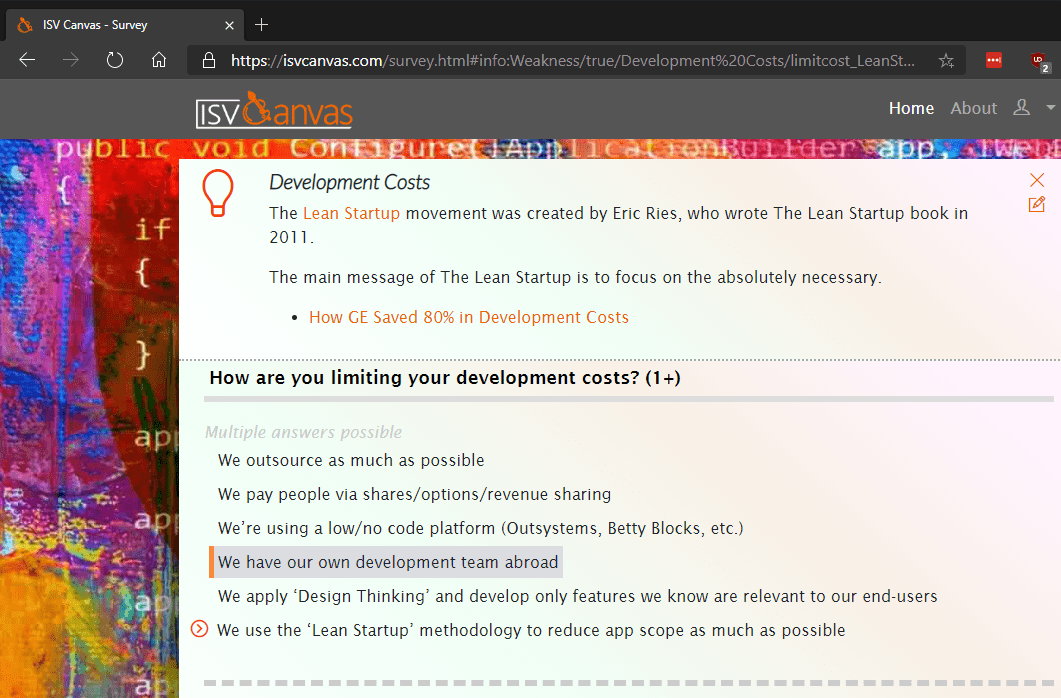 ISV Canvas - Survey
https://isvcanvas.com/survey.html#info:Weakness/true/Development%20Costs/limitcost_LeanSt...
UD
2
ISV Canvas
Home About
public void Configure(IApplicationBuilder app, IWebH
{
if
{
}
Development Costs
The Lean Startup movement was created by Eric Ries, who wrote The Lean Startup book in
2011.
The main message of The Lean Startup is to focus on the absolutely necessary.
• How GE Saved 80% in Development Costs
How are you limiting your development costs? (1+)
Multiple answers possible
We outsource as much as possible
We pay people via shares/options/revenue sharing
We’re using a low/no code platform (Outsystems, Betty Blocks, etc.)
We have our own development team abroad
We apply ‘Design Thinking’ and develop only features we know are relevant to our end-users
We use the ‘Lean Startup’ methodology to reduce app scope as much as possible